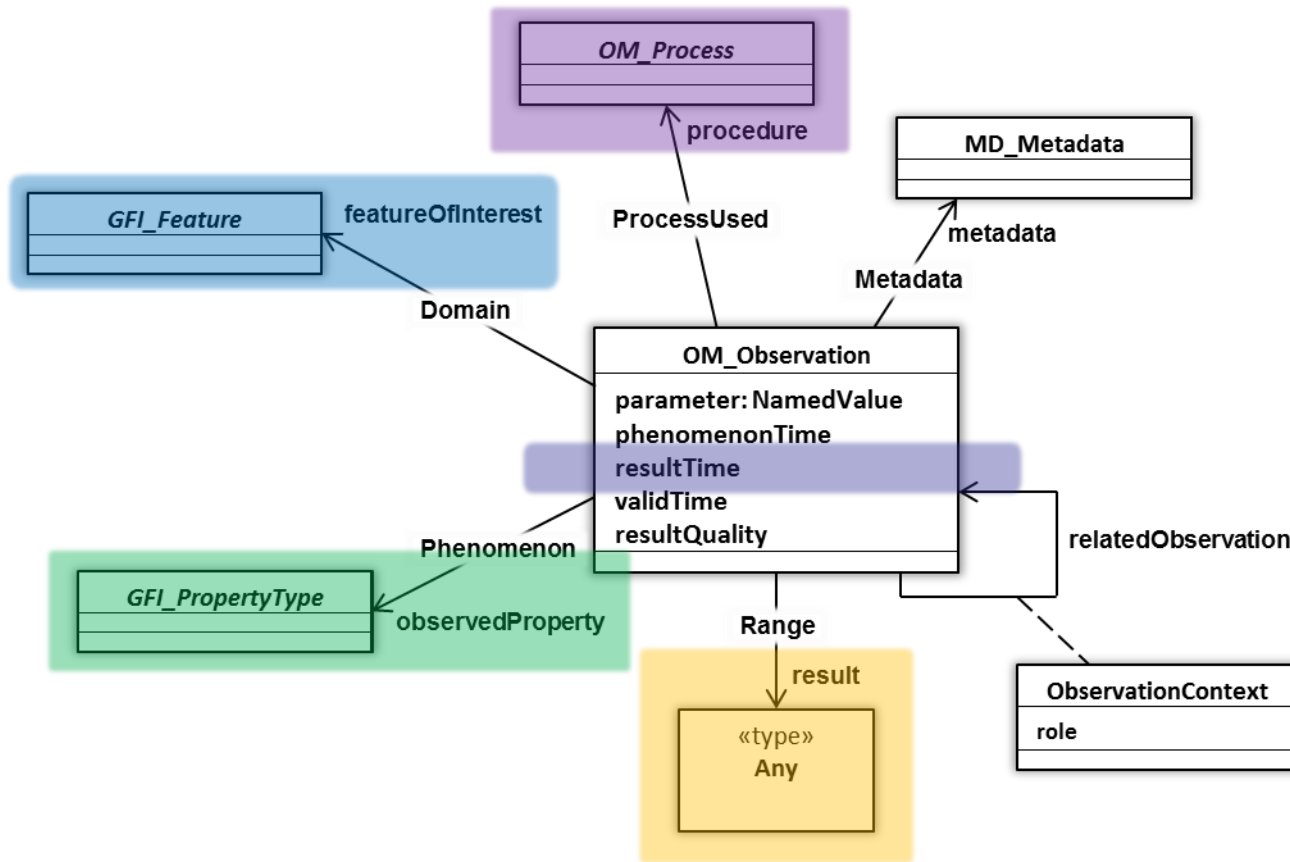 OM_Process
procedure
MD_Metadata
GFI_Feature
featureOfInterest
ProcessUsed
metadata
Metadata
Domain
OM_Observation
parameter: NamedValue
phenomenonTime
resultTime
validTime
resultQuality
Phenomenon
relatedObservation
GFI_PropertyType
observedProperty
Range
result
«type»
Any
ObservationContext
role